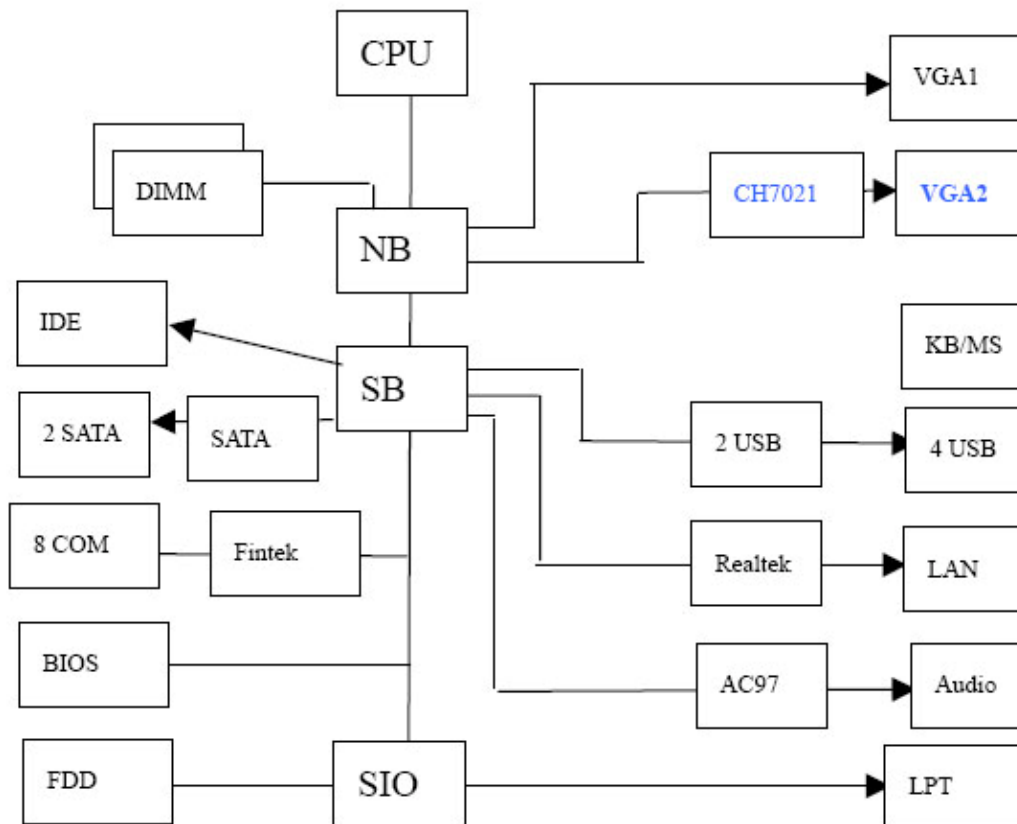 CPU
VGA1
DIMM
CH7021
VGA2
NB
IDE
KB/MS
SB
2 SATA
SATA
2 USB
4 USB
8 COM
Fintek
Realtek
LAN
BIOS
AC97
Audio
FDD
SIO
LPT